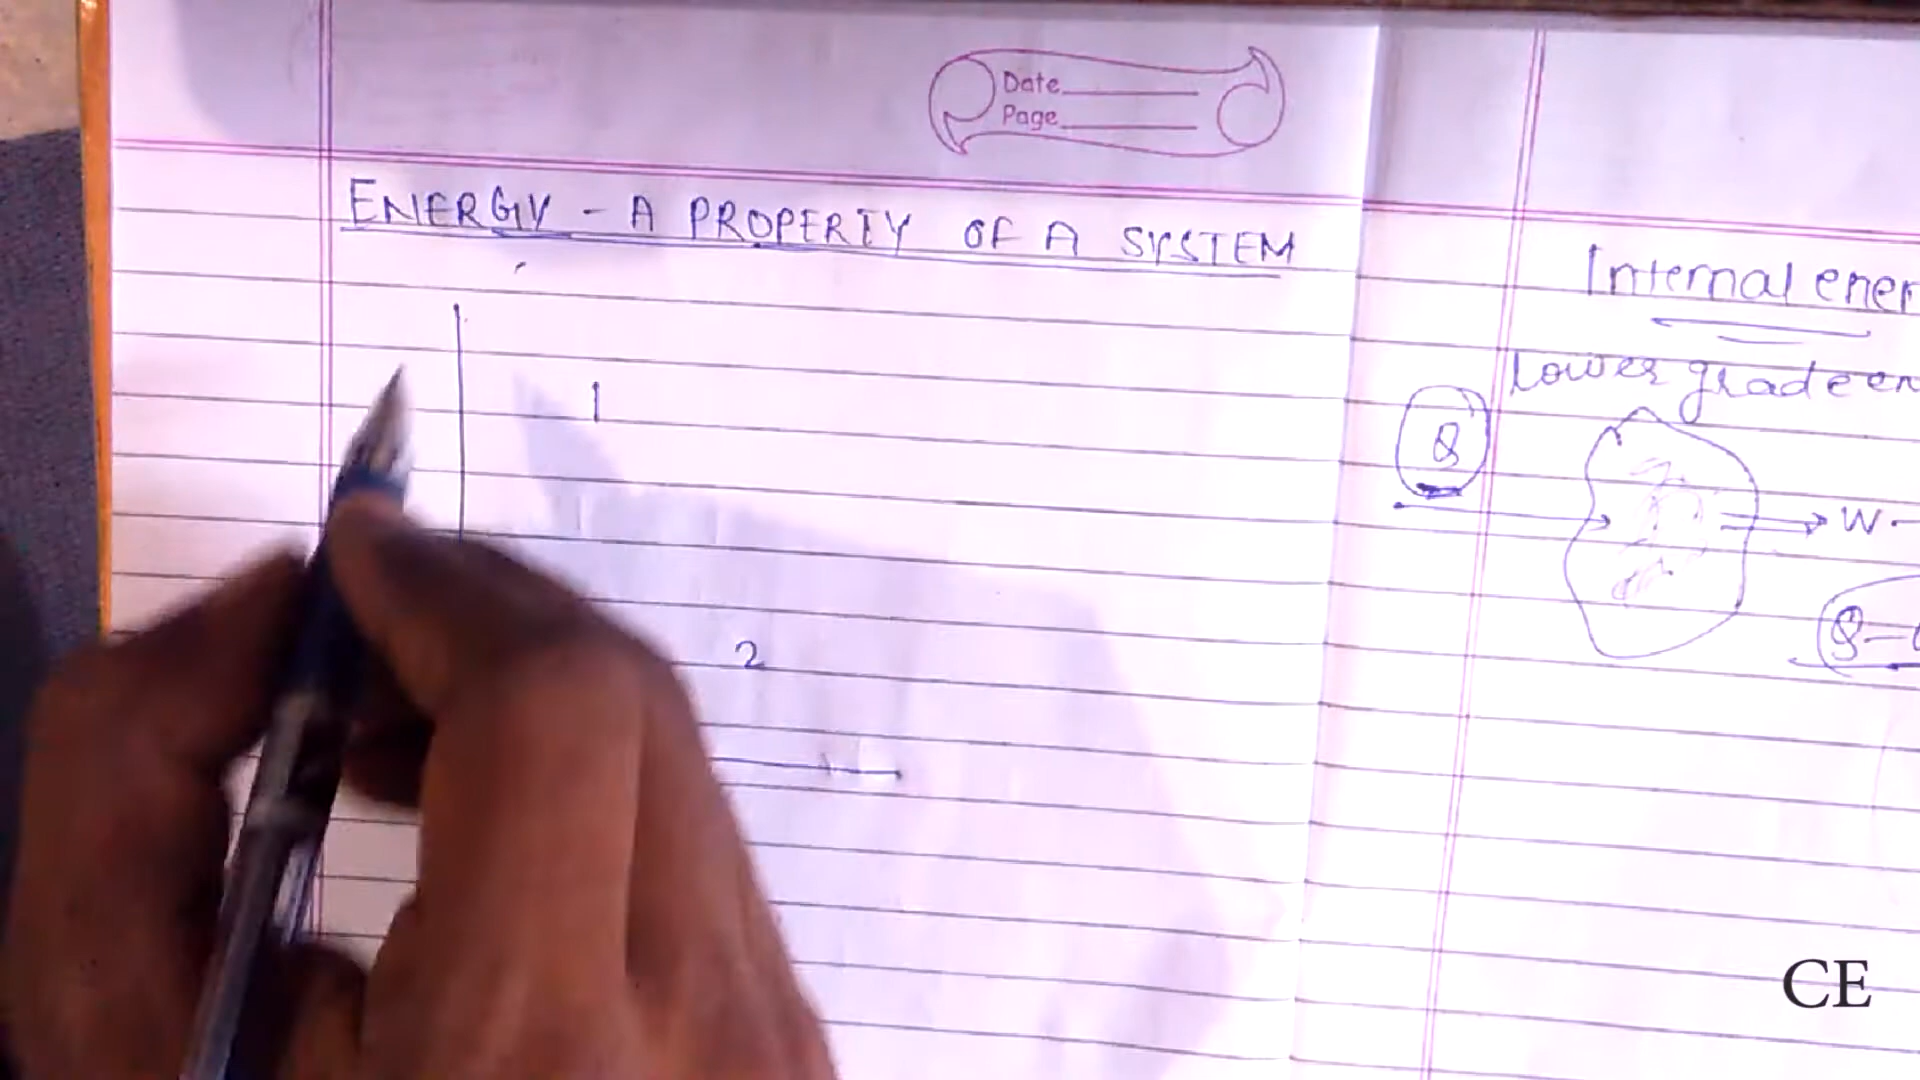 Date
Page
ENERGY - A PROPERTY OF A SYSTEM
1
2
Internal ener
lower grade en
Q
W -
Q -
CE